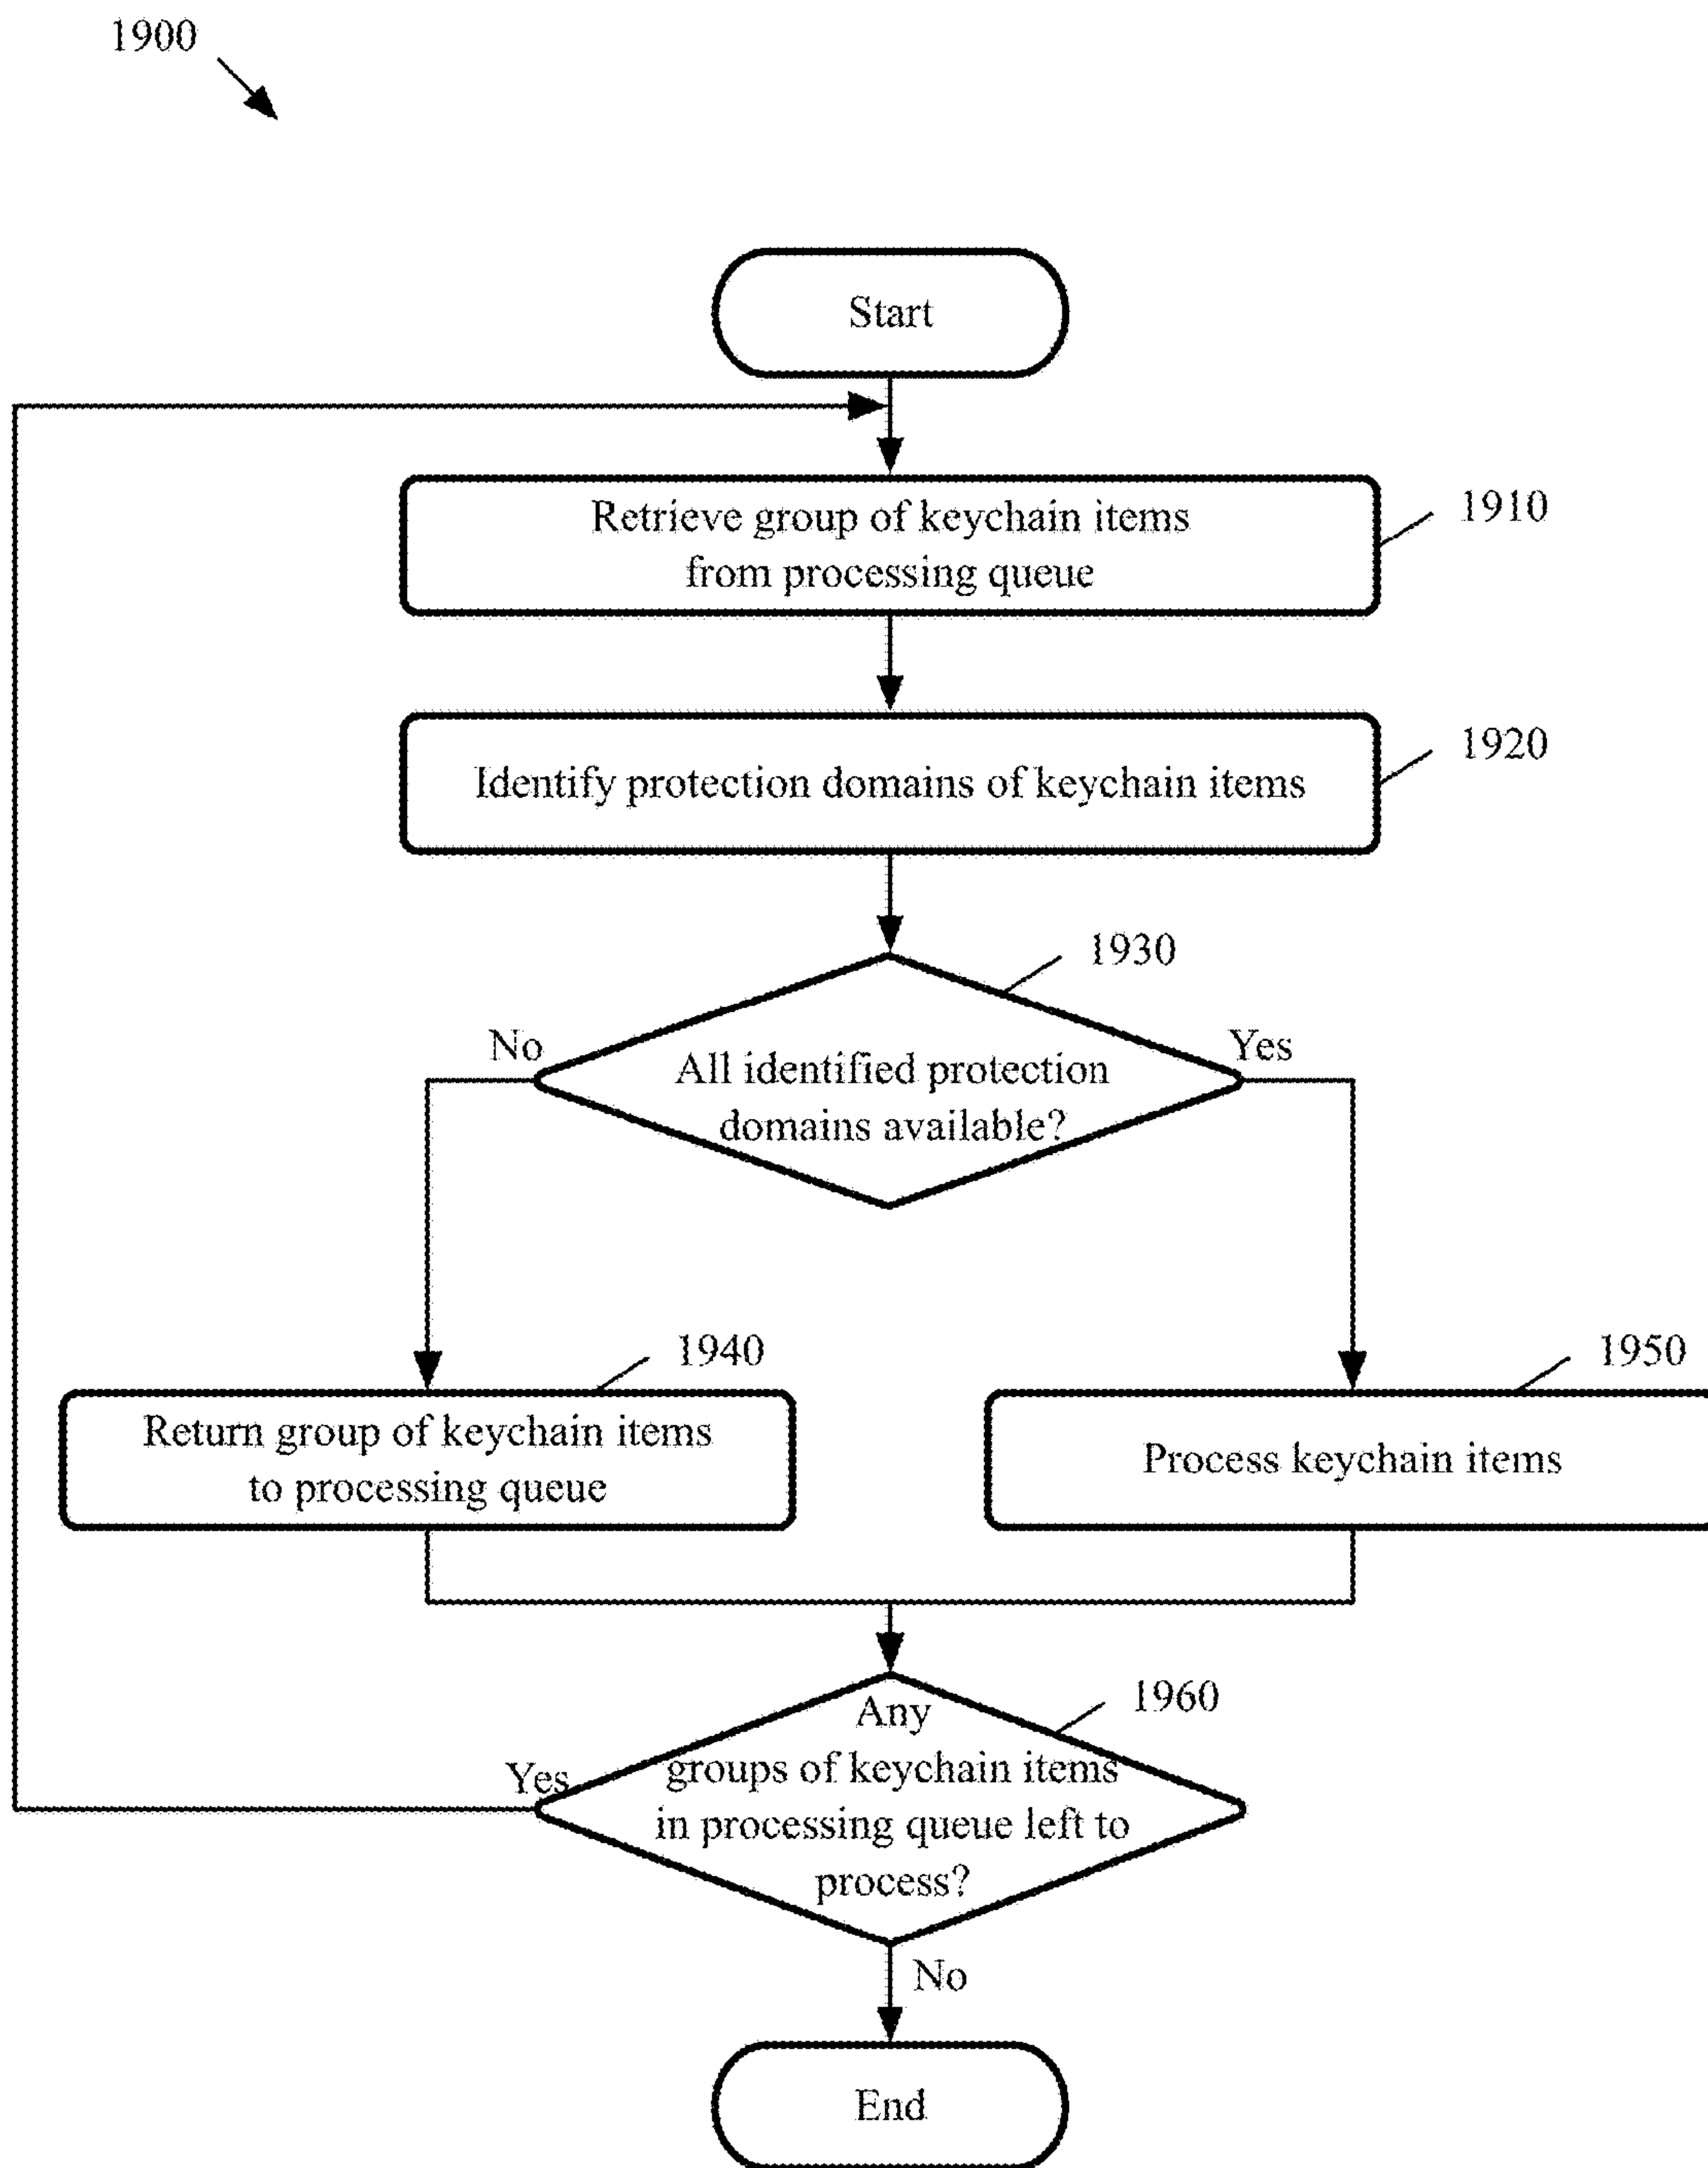 1900
Start
Retrieve group of keychain items
from processing queue
1910
Identify protection domains of keychain items
1920
1930
No
Yes
All identified protection
domains available?
1940
1950
Return group of keychain items
to processing queue
Process keychain items
1960
Any
groups of keychain items
in processing queue left to
process?
Yes
No
End